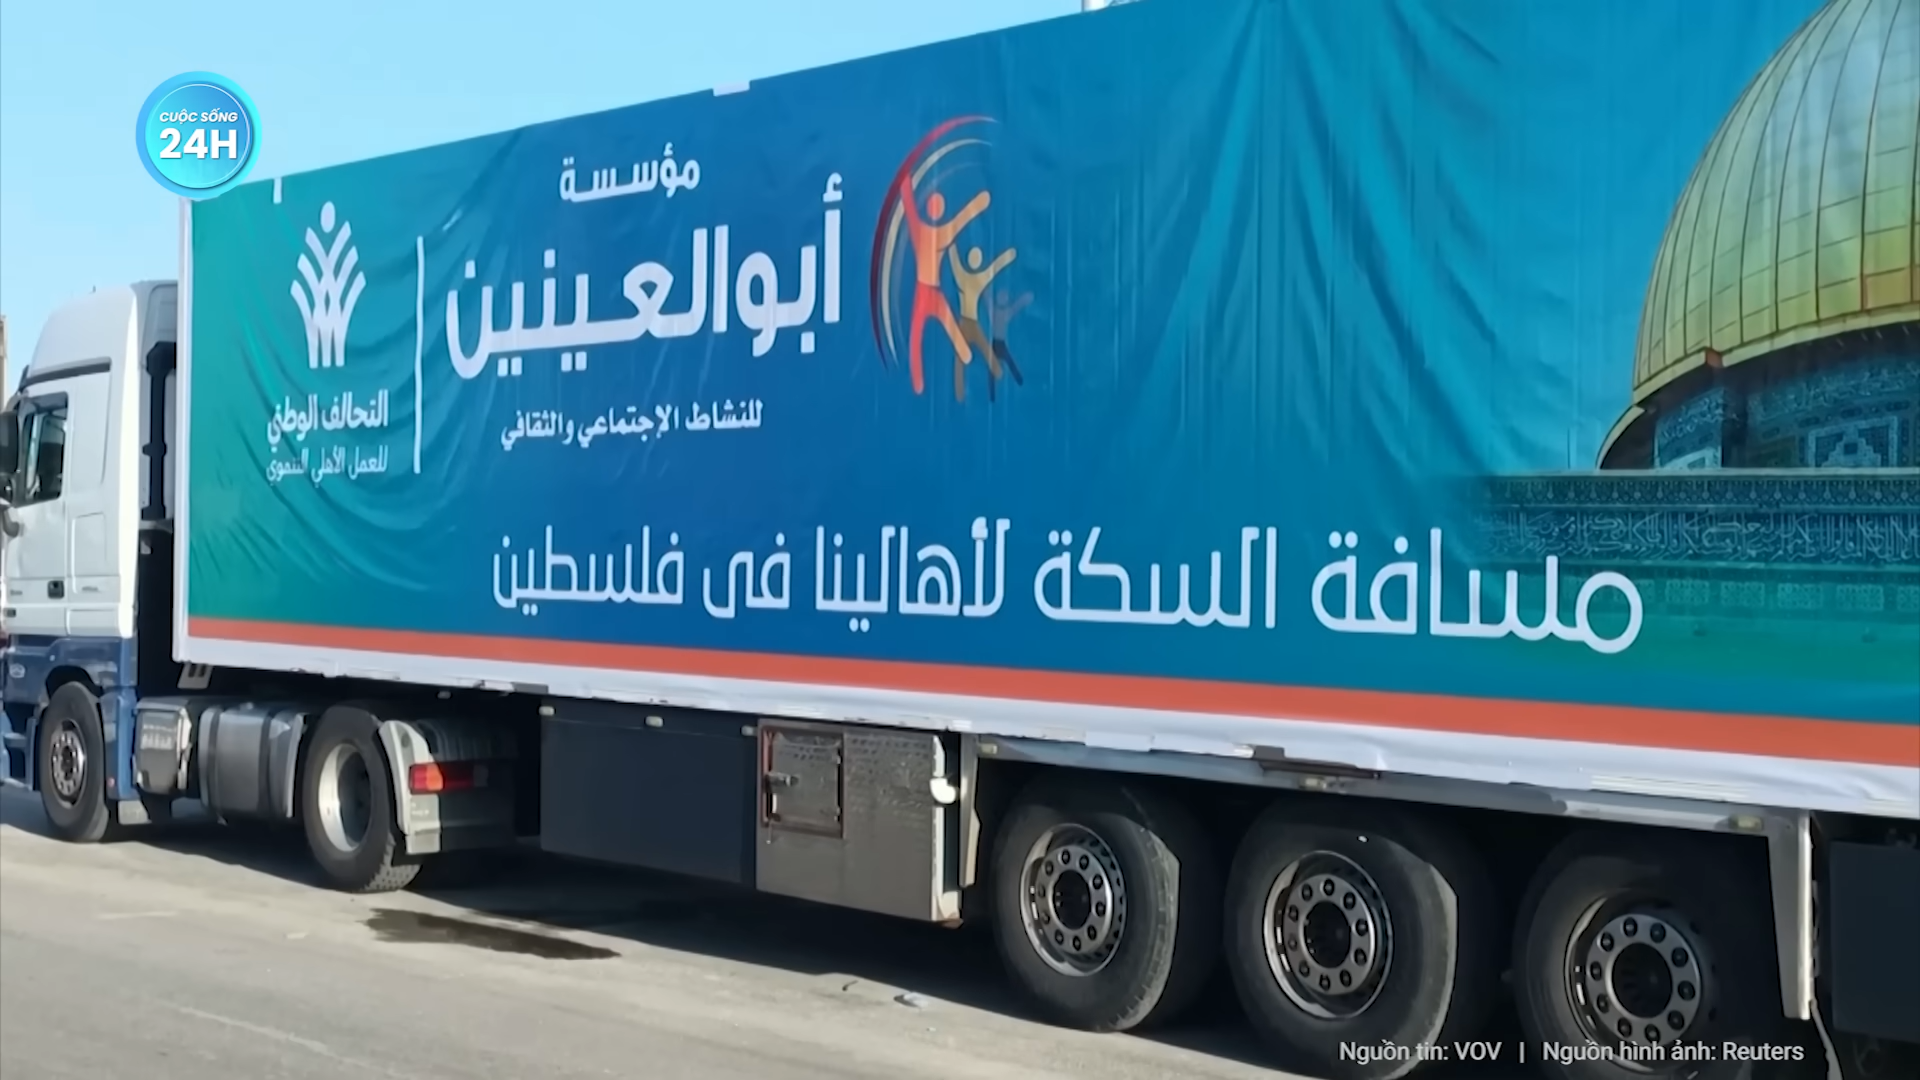 CUỘC SỐNG
24H
مؤسسة
أبوالعينين
للنشاط الإجتماعي والثقافي
التحالف الوطني
للعمل الأهلي التنموي
مسافة السكة لأهالينا فى فلسطين
Nguồn tin: VOV | Nguồn hình ảnh: Reuters